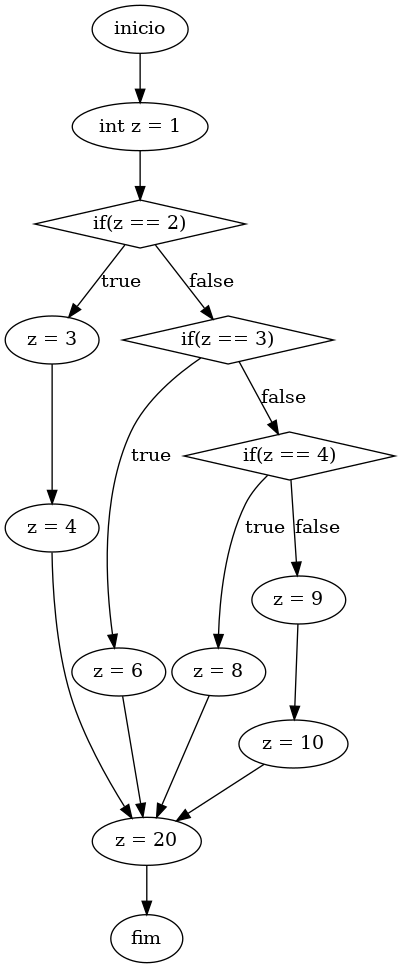 inicio
int z = 1
if(z == 2)
true
false
z = 3
if(z == 3)
false
true
if(z == 4)
z = 4
true
false
z = 9
z = 6
z = 8
z = 10
z = 20
fim